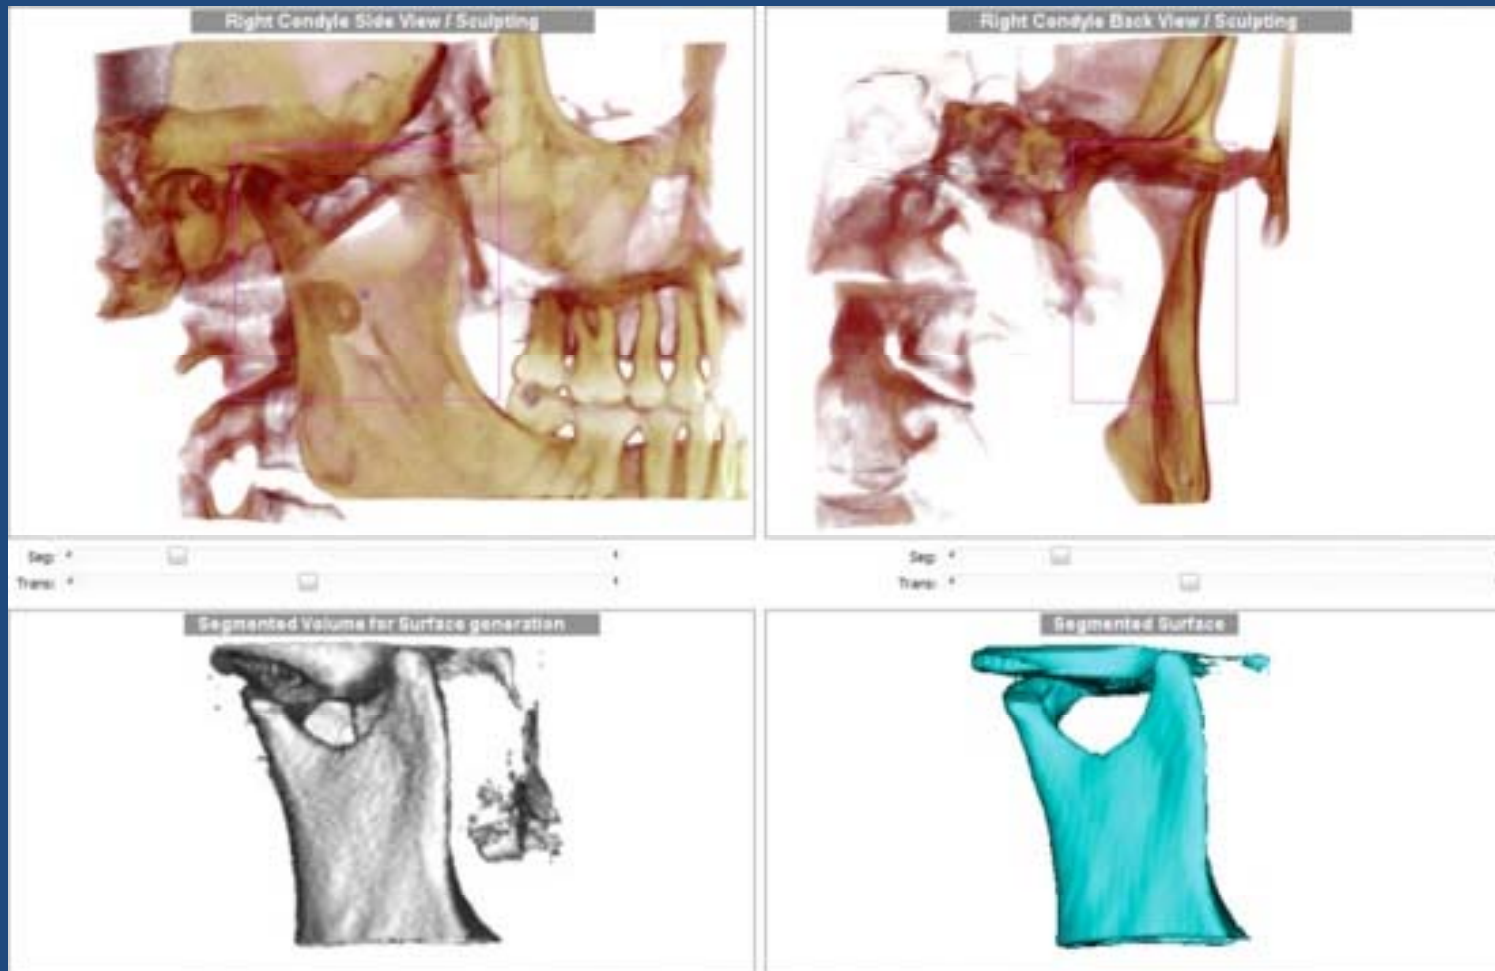 Right Condyle Side View / Sculpting
Right Condyle Back View / Sculpting
Seg:
Trans:
Seg:
Trans:
Segmented Volume for Surface generation
Segmented Surface